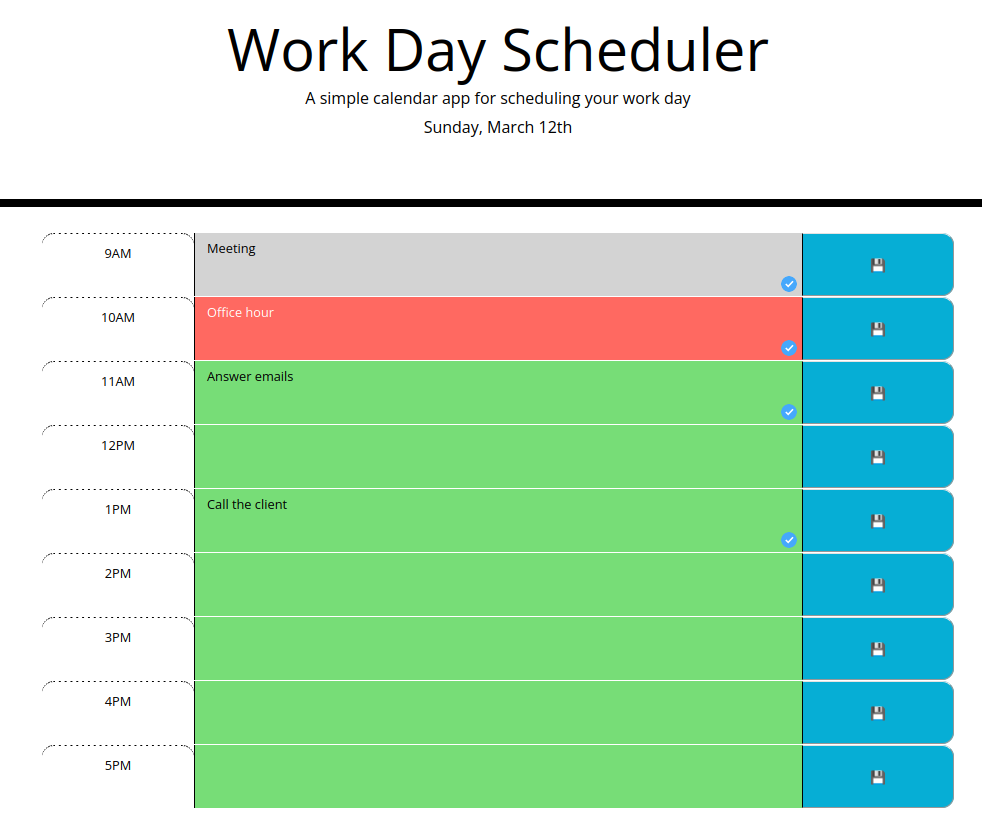 Work Day Scheduler
A simple calendar app for scheduling your work day
Sunday, March 12th
9AM
Meeting
10AM
Office hour
11AM
Answer emails
12PM
1PM
Call the client
2PM
3PM
4PM
5PM